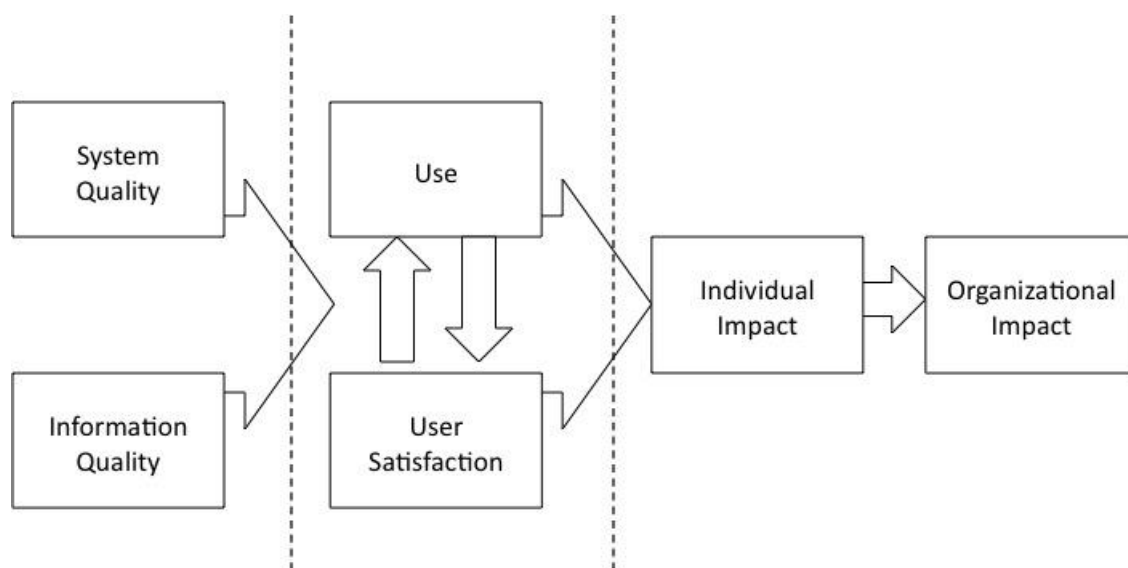 System
Quality
Use
Individual
Impact
Organizational
Impact
Information
Quality
User
Satisfaction